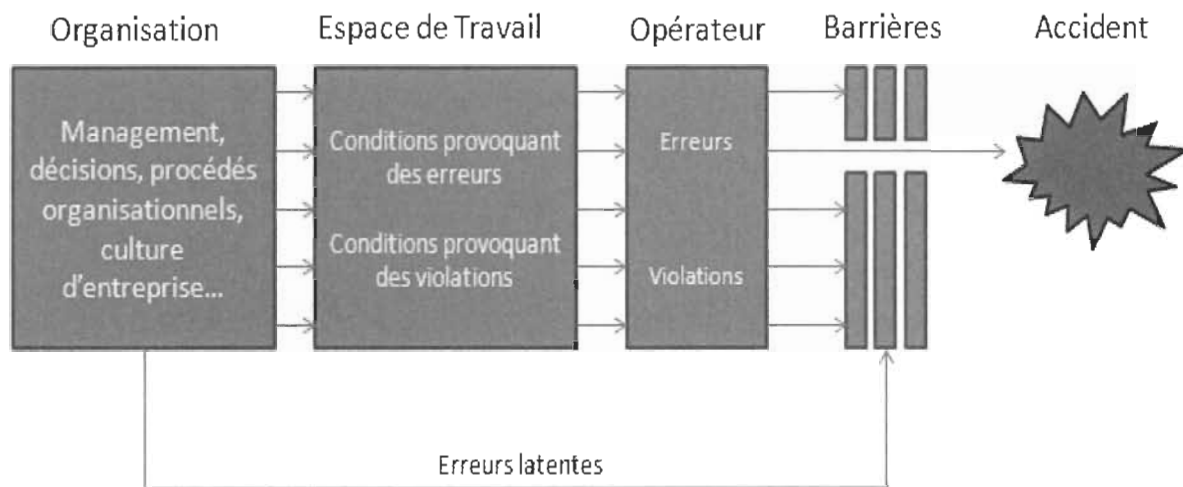 Organisation
Espace de Travail
Opérateur
Barrières
Accident
Management,
décisions, procédés
organisationnels,
culture
d'entreprise...
Conditions provoquant
des erreurs
Conditions provoquant
des violations
Erreurs
Violations
Erreurs latentes